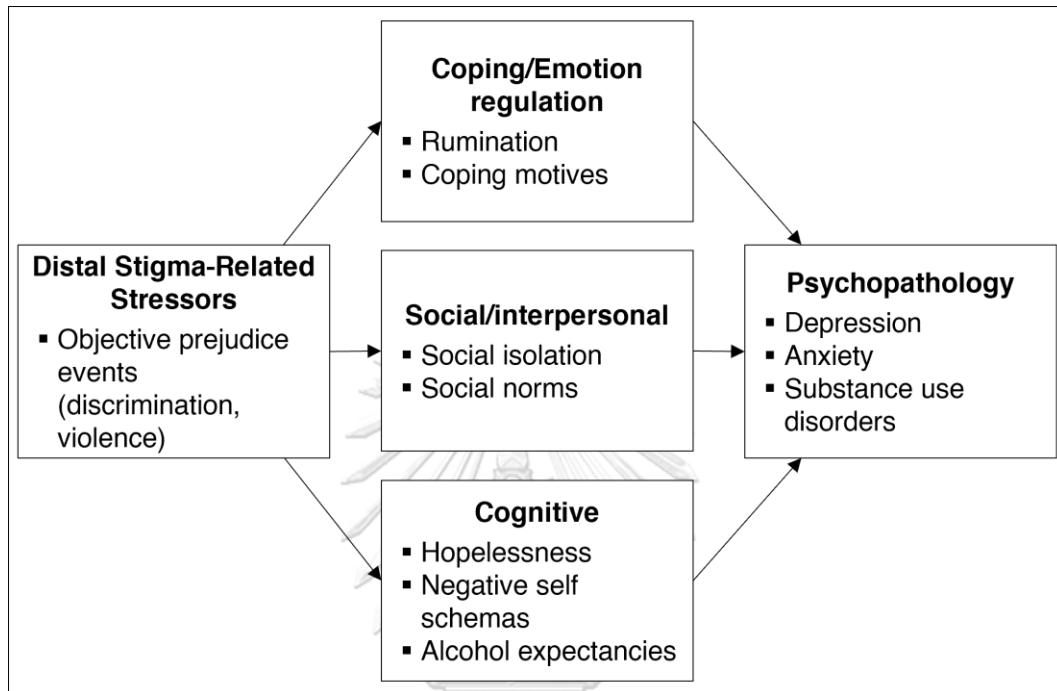 Coping/Emotion
regulation
▪ Rumination
▪ Coping motives
Distal Stigma-Related
Stressors
▪ Objective prejudice
events
(discrimination,
violence)
Social/interpersonal
▪ Social isolation
▪ Social norms
Psychopathology
▪ Depression
▪ Anxiety
▪ Substance use
disorders
Cognitive
▪ Hopelessness
▪ Negative self
schemas
▪ Alcohol expectancies